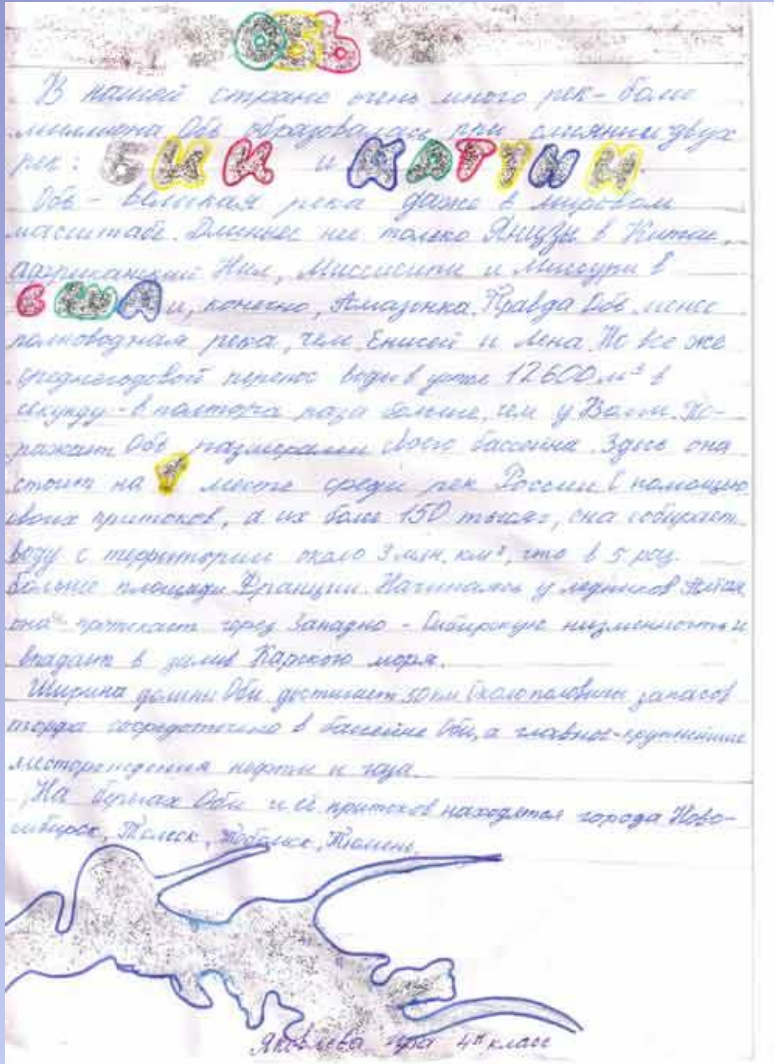 ОБЬ
В нашей стране очень много рек - более
миллиона Обь образовалась при слиянии двух
рек: БИИ и КАТУНИ.
Обь - великая река даже в мировом
масштабе. Длиннее нее только Янцзы в Китае,
африканский Нил, Миссисипи и Миссури в
США и, конечно, Амазонка. Правда Обь менее
полноводная река, чем Енисей и Лена. Но все же
среднегодовой перенос воды в устье 12600 м³ в
секунду - в полтора раза больше, чем у Волги. По-
ражает Обь размерами своего бассейна. Здесь она
стоит на 1 месте среди рек России С помощью
своих притоков, а их более 150 тысяч, она собирает
воду с территории около 3 млн. км², что в 5 раз
больше площади Франции. Начинаясь у ледников Алтая
она протекает через Западно - Сибирскую низменность и
впадает в залив Карского моря.
Ширина долины Оби достигает 50 км Около половины запасов
торфа сосредоточено в бассейне Оби, а главное - крупнейшие
месторождения нефти и газа.
На берегах Оби и её притоков находятся города Ново-
сибирск, Томск, Тобольск, Тюмень.
Яковлева 4 класс